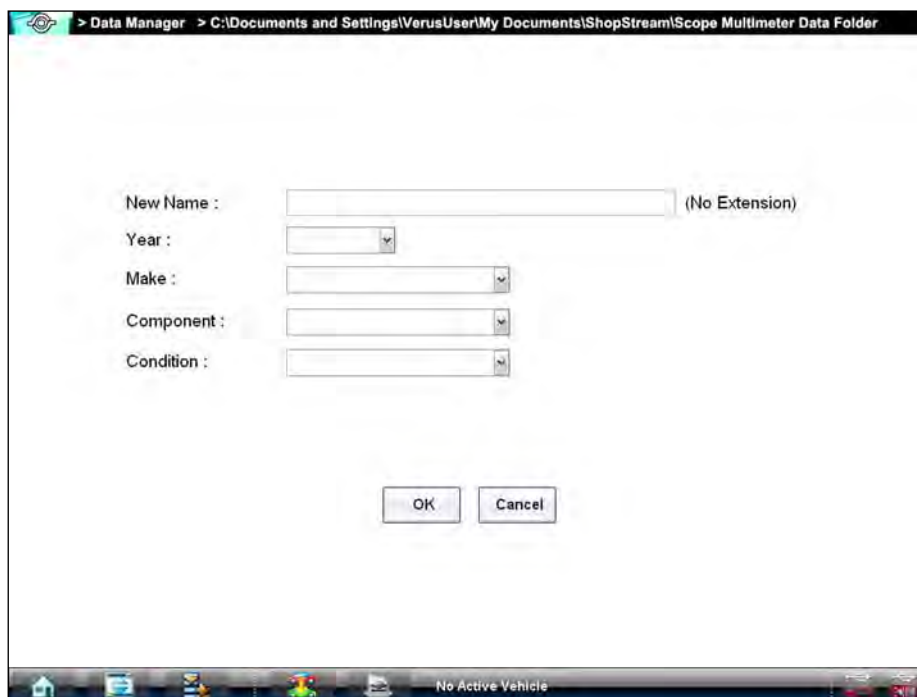 > Data Manager > C:\Documents and Settings\VerusUser\My Documents\ShopStream\Scope Multimeter Data Folder
New Name : (No Extension)
Year :
Make :
Component :
Condition :
OK Cancel
No Active Vehicle